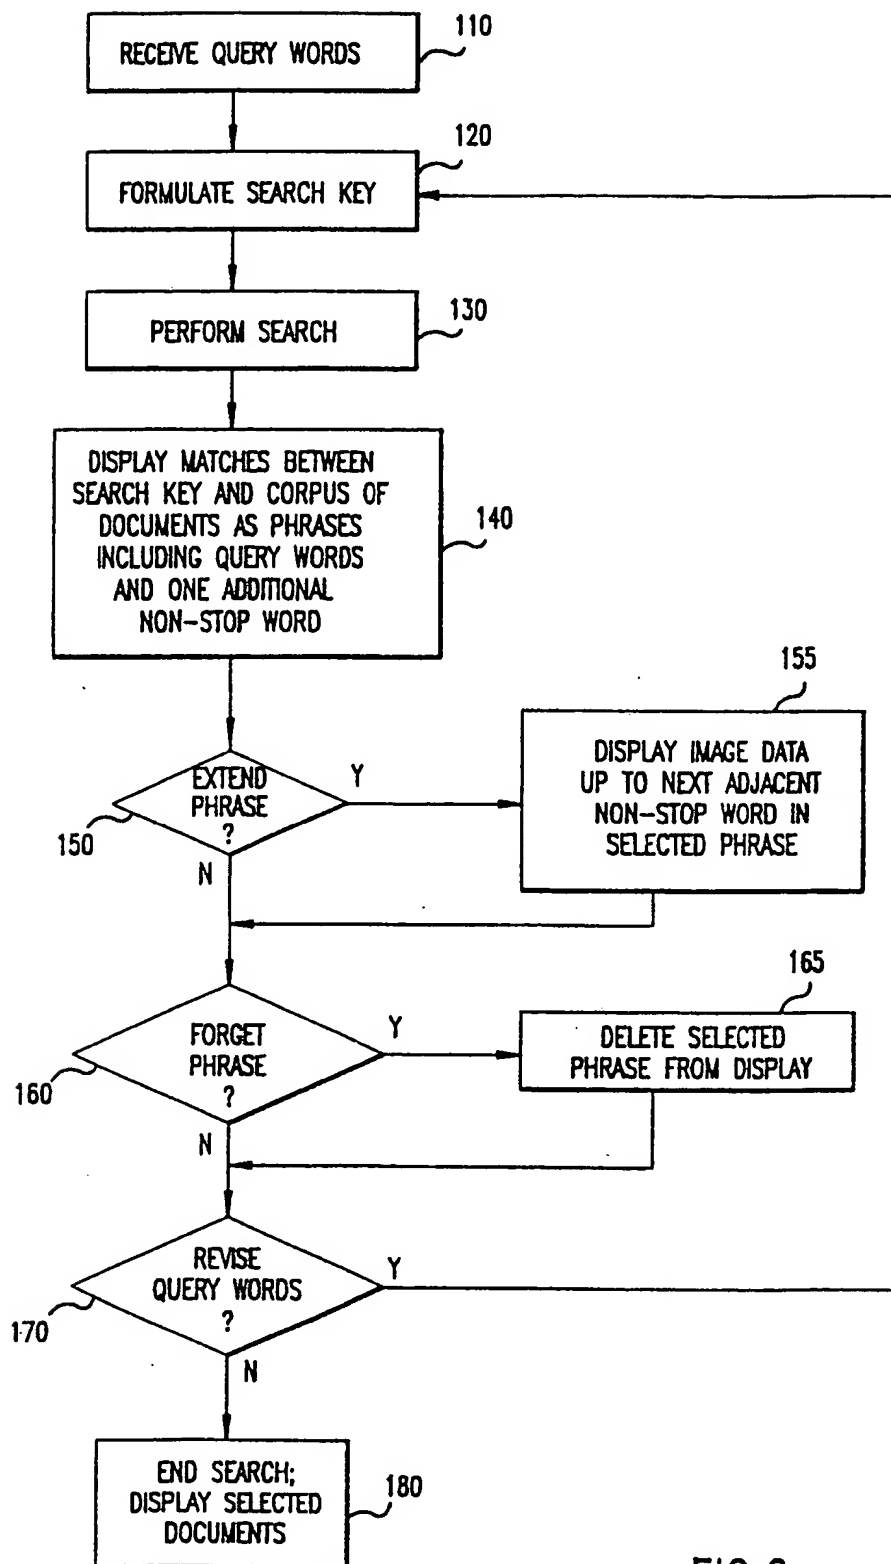 RECEIVE QUERY WORDS
110
120
FORMULATE SEARCH KEY
130
PERFORM SEARCH
DISPLAY MATCHES BETWEEN
SEARCH KEY AND CORPUS OF
DOCUMENTS AS PHRASES
INCLUDING QUERY WORDS
AND ONE ADDITIONAL
NON-STOP WORD
140
155
DISPLAY IMAGE DATA
UP TO NEXT ADJACENT
NON-STOP WORD IN
SELECTED PHRASE
EXTEND
PHRASE
?
Y
150
N
165
FORGET
PHRASE
?
Y
DELETE SELECTED
PHRASE FROM DISPLAY
160
N
REVISE
QUERY WORDS
?
Y
170
N
END SEARCH;
DISPLAY SELECTED
DOCUMENTS
180